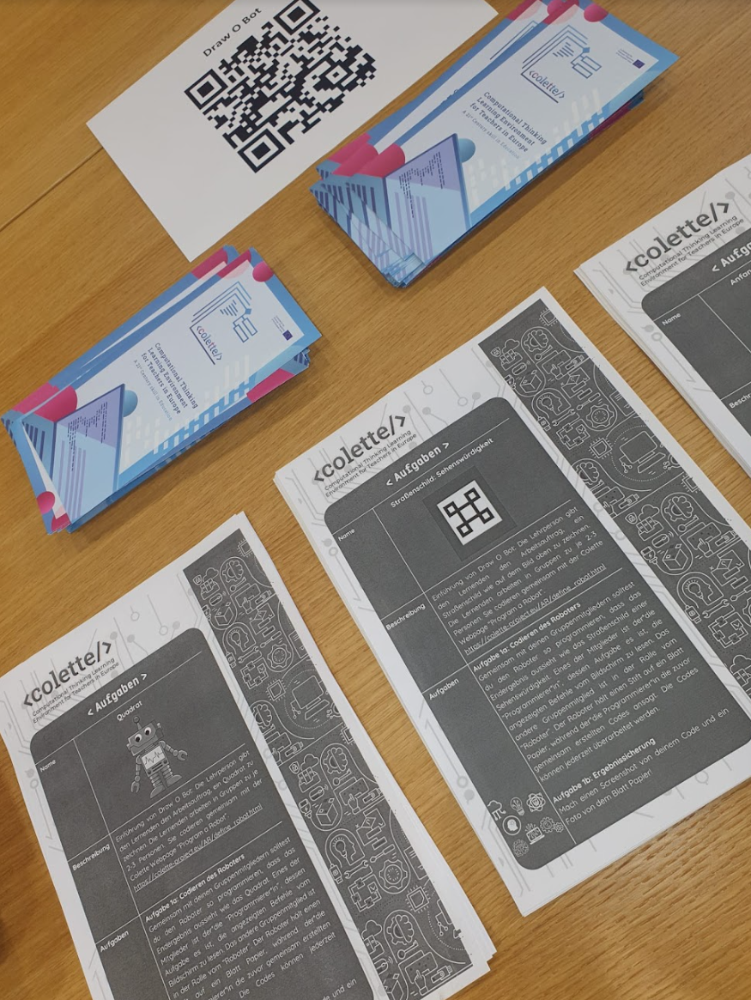 Draw O Bot
<colette/>
Computational Thinking
Learning Environment
for Teachers in Europe
A 21st Century skill in Education
<colette/>
Computational Thinking
Learning Environment
for Teachers in Europe
A 21st Century skill in Education
<colette/>
Computational Thinking Learning
Environment for Teachers in Europe
< Aufga
Anfan
Name
Beschre
<colette/>
Computational Thinking Learning
Environment for Teachers in Europe
< Aufgaben >
Name
Straßenschild: Sehenswürdigkeit
Beschreibung
Einführung von Draw O Bot: Die Lehrperson gibt
den Lernenden den Arbeitsauftrag, ein
Straßenschild wie auf dem Bild oben zu zeichnen.
Die Lernenden arbeiten in Gruppen zu je 2-3
Personen. Sie codieren gemeinsam mit der Colette
Webpage "Program a Robot"
http://colette-project.eu/AR/define_robot.html
Aufgaben
Aufgabe 1a: Codieren des Roboters
Gemeinsam mit deinen Gruppenmitgliedern solltest
du den Roboter so programmieren, dass das
Endergebnis aussieht wie das Straßenschild einer
Sehenswürdigkeit. Eines der Mitglieder ist der*die
"Programmierer*in", dessen Aufgabe es ist, die
angezeigten Befehle vom Bildschirm zu lesen. Das
andere Gruppenmitglied ist in der Rolle vom
"Roboter". Der Roboter hält einen Stift auf ein Blatt
Papier, während der*die Programmierer*in die zuvor
gemeinsam erstellten Codes ansagt. Die Codes
können jederzeit überarbeitet werden.
Aufgabe 1b: Ergebnissicherung
Mach einen Screenshot von deinem Code und ein
Foto von dem Blatt Papier!
<colette/>
Computational Thinking Learning
Environment for Teachers in Europe
< Aufgaben >
Name
Quadrat
Beschreibung
Einführung von Draw O Bot: Die Lehrperson gibt
den Lernenden den Arbeitsauftrag, ein Quadrat zu
zeichnen. Die Lernenden arbeiten in Gruppen zu je
2-3 Personen. Sie codieren gemeinsam mit der
Colette Webpage "Program a Robot"
https://colette-project.eu/AR/define_robot.html
Aufgaben
Aufgabe 1a: Codieren des Roboters
Gemeinsam mit deinen Gruppenmitgliedern solltest
du den Roboter so programmieren, dass das
Endergebnis aussieht wie das Quadrat. Eines der
Mitglieder ist der*die "Programmierer*in", dessen
Aufgabe es ist, die angezeigten Befehle vom
Bildschirm zu lesen. Das andere Gruppenmitglied ist
in der Rolle vom "Roboter". Der Roboter hält einen
auf ein Blatt Papier, während der*die
mierer*in die zuvor gemeinsam erstellten
Die Codes können jederzeit
de und ein